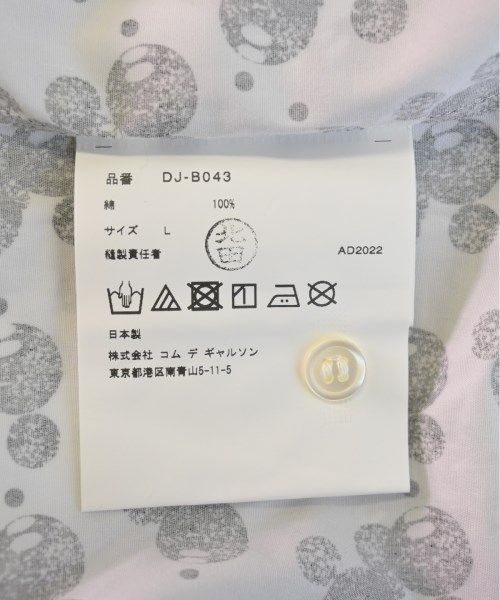 品番 DJ-B043
綿 100%
サイズ L
北田
縫製責任者 AD2022
日本製
株式会社 コム デ ギャルソン
東京都港区南青山5-11-5